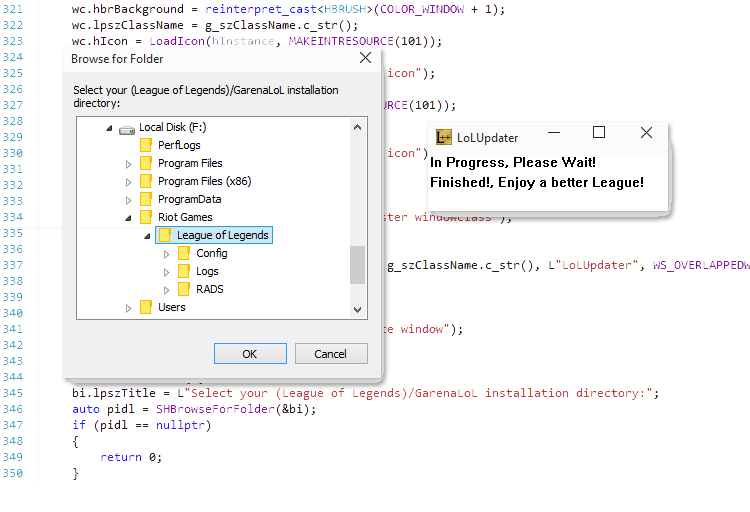 321 wc.hbrBackground = reinterpret_cast<HBRUSH>(COLOR_WINDOW + 1);
322 wc.lpszClassName = g_szClassName.c_str();
323 wc.hIcon = LoadIcon(hInstance, MAKEINTRESOURCE(101));
324
Browse for Folder
325 icon");
Select your (League of Legends)/GarenaLoL installation
directory:
326
327 URCE(101));
328
Local Disk (F:)
LoLUpdater
329
PerfLogs
330 icon")
Program Files
In Progress, Please Wait!
331
332
Program Files (x86)
Finished!, Enjoy a better League!
333
ProgramData
334
Riot Games
ster windowclass");
335
League of Legends
336
Config
337 g_szClassName.c_str(), L"LoLUpdater", WS_OVERLAPPEDW
338
Logs
339
RADS
340
Users
341 te window");
342
OK
Cancel
343
344
345 bi.lpszTitle = L"Select your (League of Legends)/GarenaLoL installation directory:";
346 auto pidl = SHBrowseForFolder(&bi);
347 if (pidl == nullptr)
348 {
349 return 0;
350 }